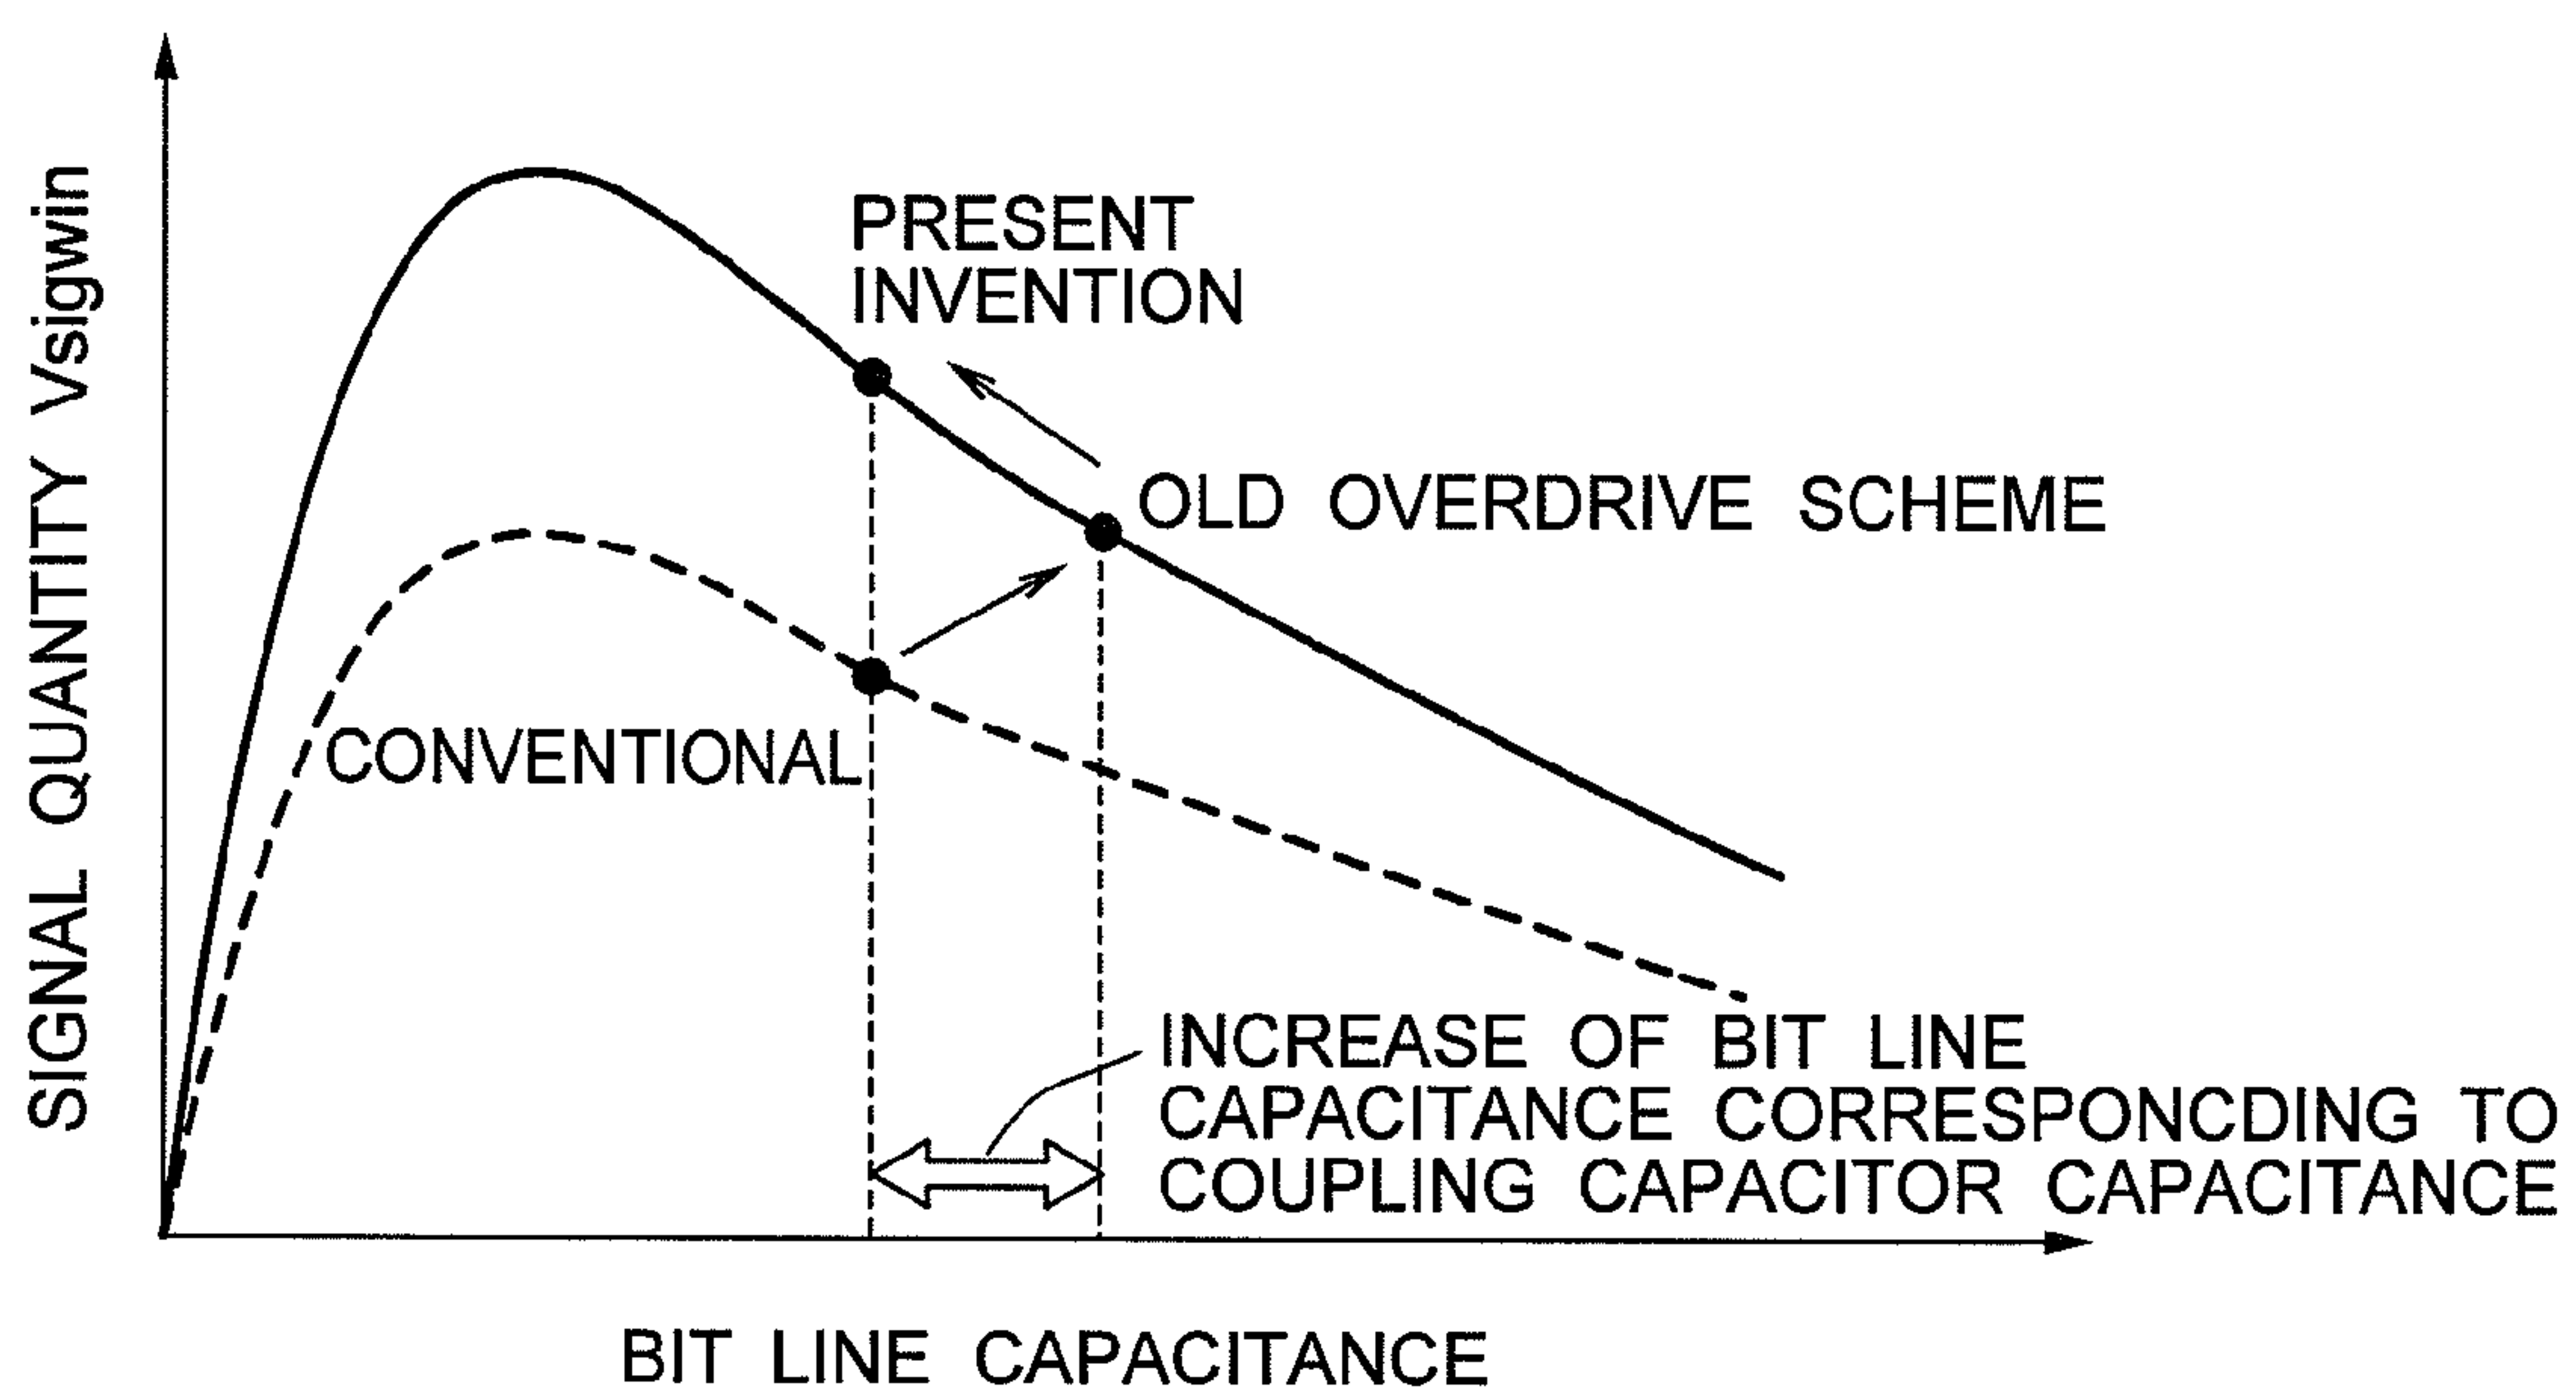 SIGNAL QUANTITY Vsigwin
PRESENT
INVENTION
OLD OVERDRIVE SCHEME
CONVENTIONAL
INCREASE OF BIT LINE
CAPACITANCE CORRESPONCDING TO
COUPLING CAPACITOR CAPACITANCE
BIT LINE CAPACITANCE